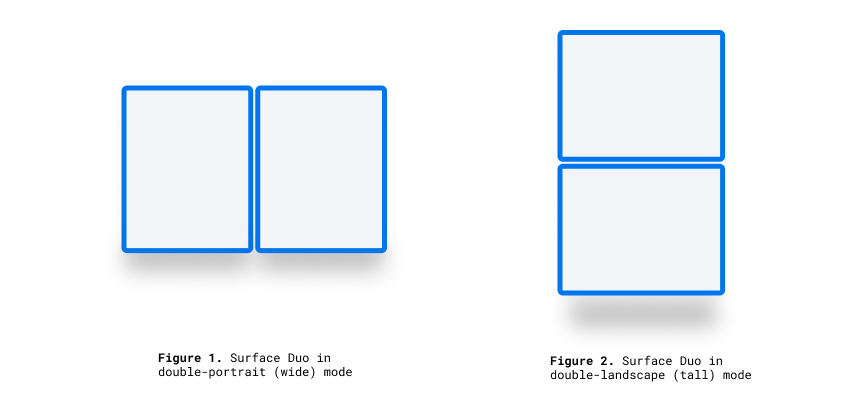 Figure 1. Surface Duo in
double-portrait (wide) mode
Figure 2. Surface Duo in
double-landscape (tall) mode